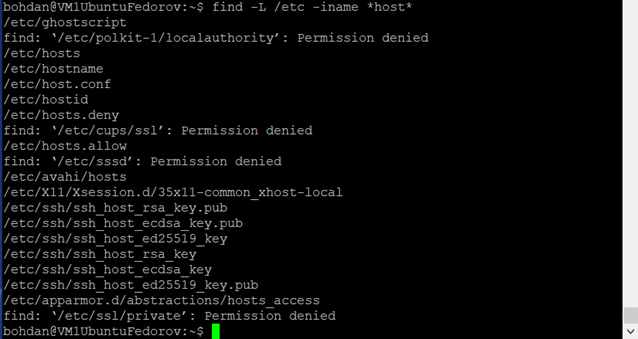 bohdan@VM1UbuntuFedorov:~$ find -L /etc -iname *host*
/etc/ghostscript
find: ‘/etc/polkit-1/localauthority’: Permission denied
/etc/hosts
/etc/hostname
/etc/host.conf
/etc/hostid
/etc/hosts.deny
find: ‘/etc/cups/ssl’: Permission denied
/etc/hosts.allow
find: ‘/etc/sssd’: Permission denied
/etc/avahi/hosts
/etc/X11/Xsession.d/35x11-common_xhost-local
/etc/ssh/ssh_host_rsa_key.pub
/etc/ssh/ssh_host_ecdsa_key.pub
/etc/ssh/ssh_host_ed25519_key
/etc/ssh/ssh_host_rsa_key
/etc/ssh/ssh_host_ecdsa_key
/etc/ssh/ssh_host_ed25519_key.pub
/etc/apparmor.d/abstractions/hosts_access
find: ‘/etc/ssl/private’: Permission denied
bohdan@VM1UbuntuFedorov:~$